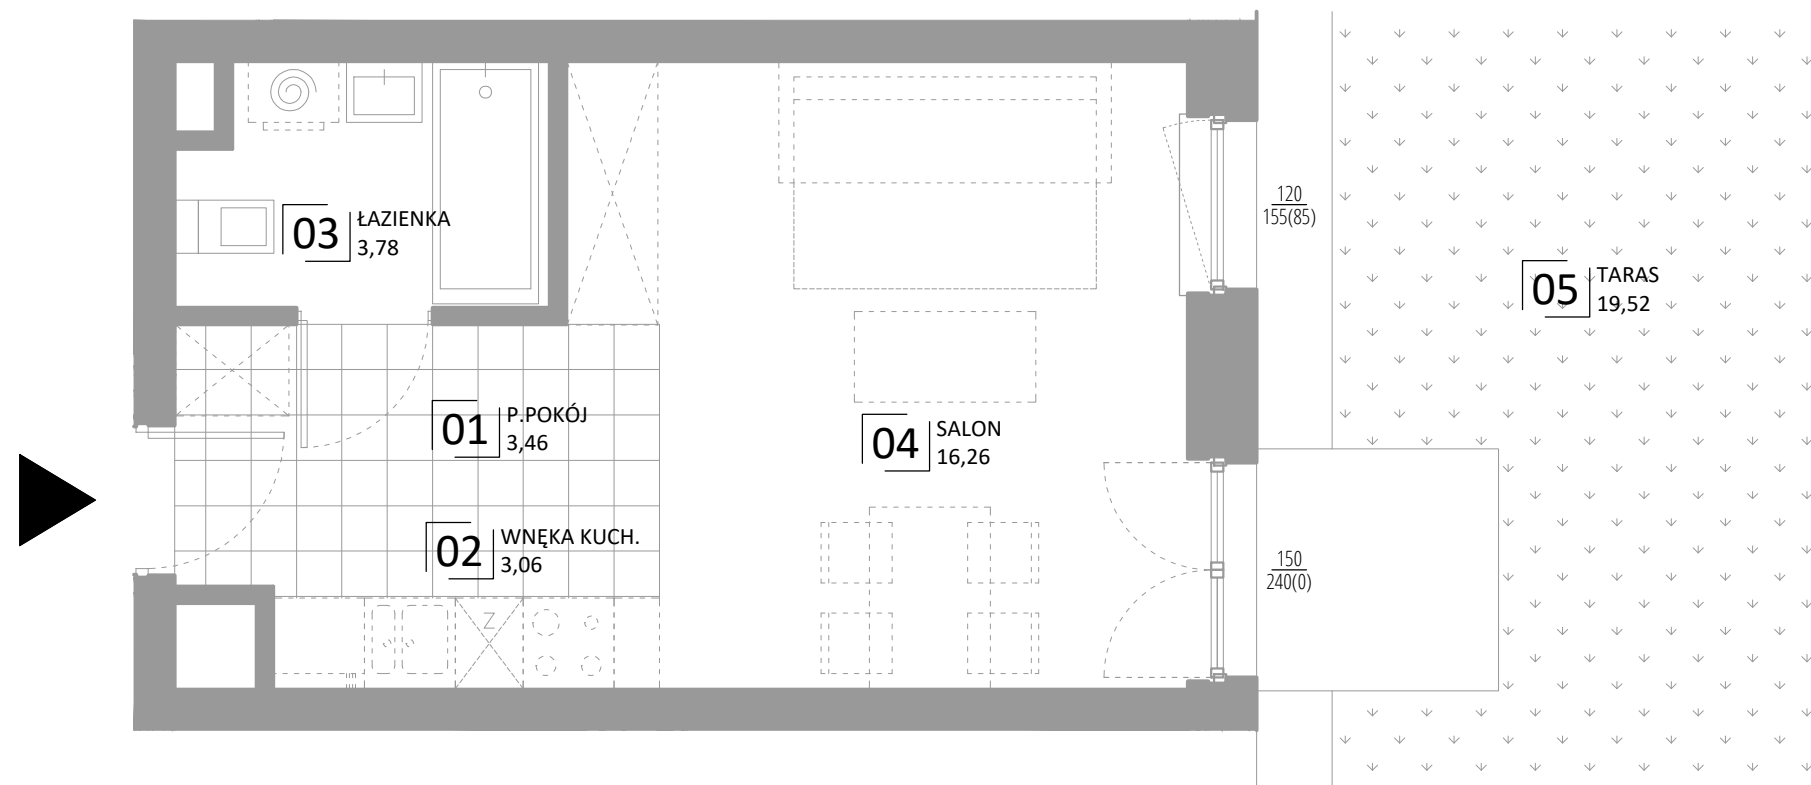 03 ŁAZIENKA
3,78
120
155(85)
05 TARAS
19,52
01 P.POKÓJ
3,46
04 SALON
16,26
02 WNĘKA KUCH.
3,06
150
240(0)
Z